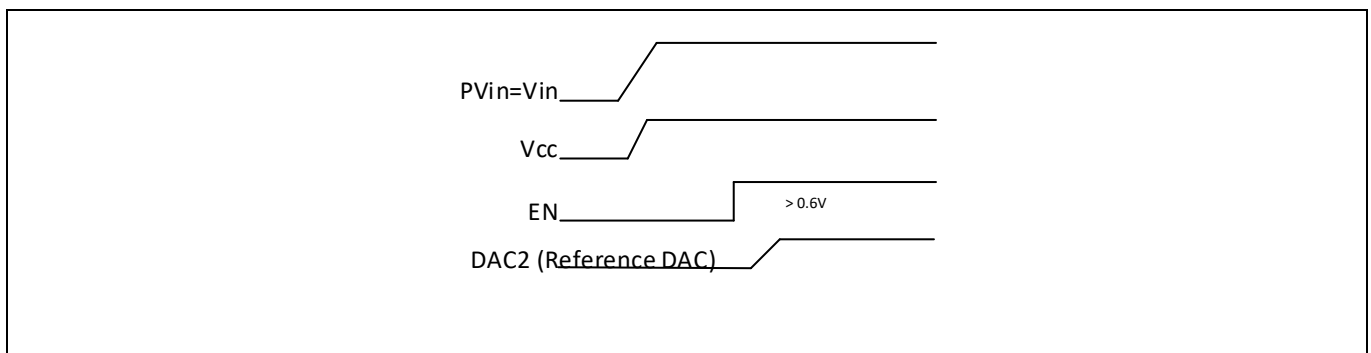 PVin=Vin
Vcc
EN
> 0.6V
DAC2 (Reference DAC)